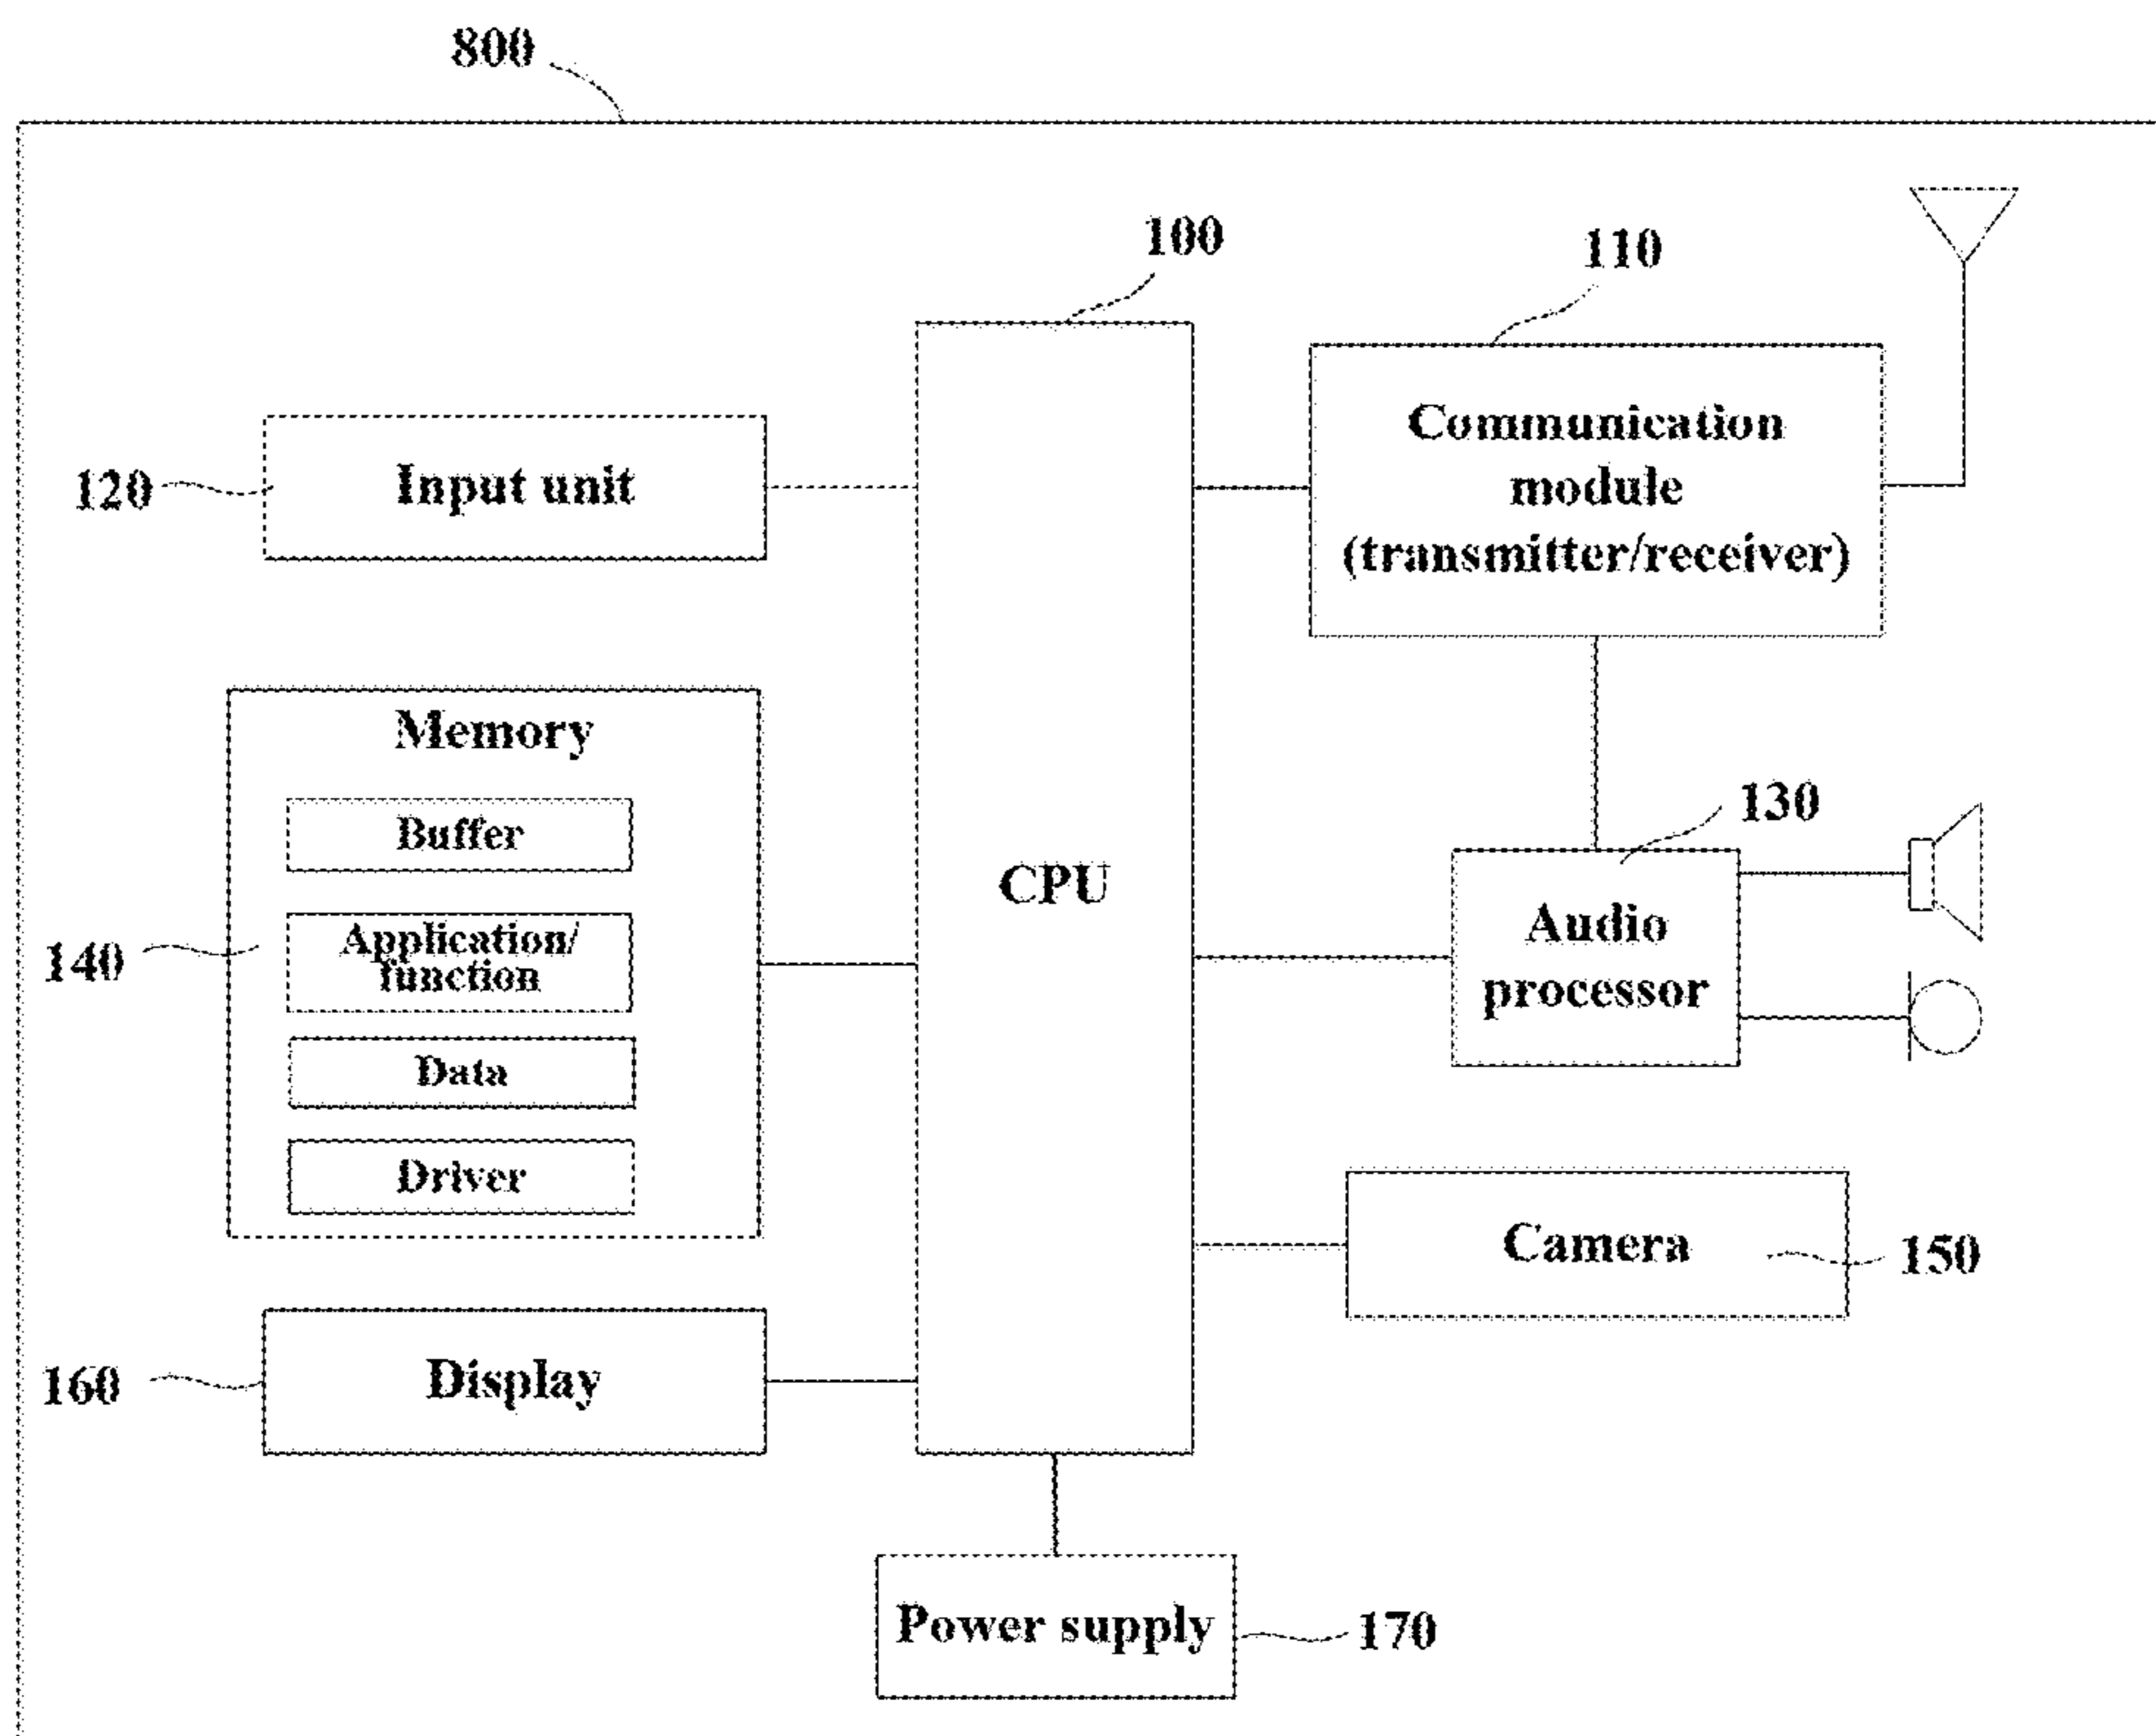 800
100
110
120
Input unit
Communication
module
(transmitter/receiver)
Memory
Buffer
Application/
function
Data
Driver
140
CPU
130
Audio
processor
Camera
150
160
Display
Power supply
170